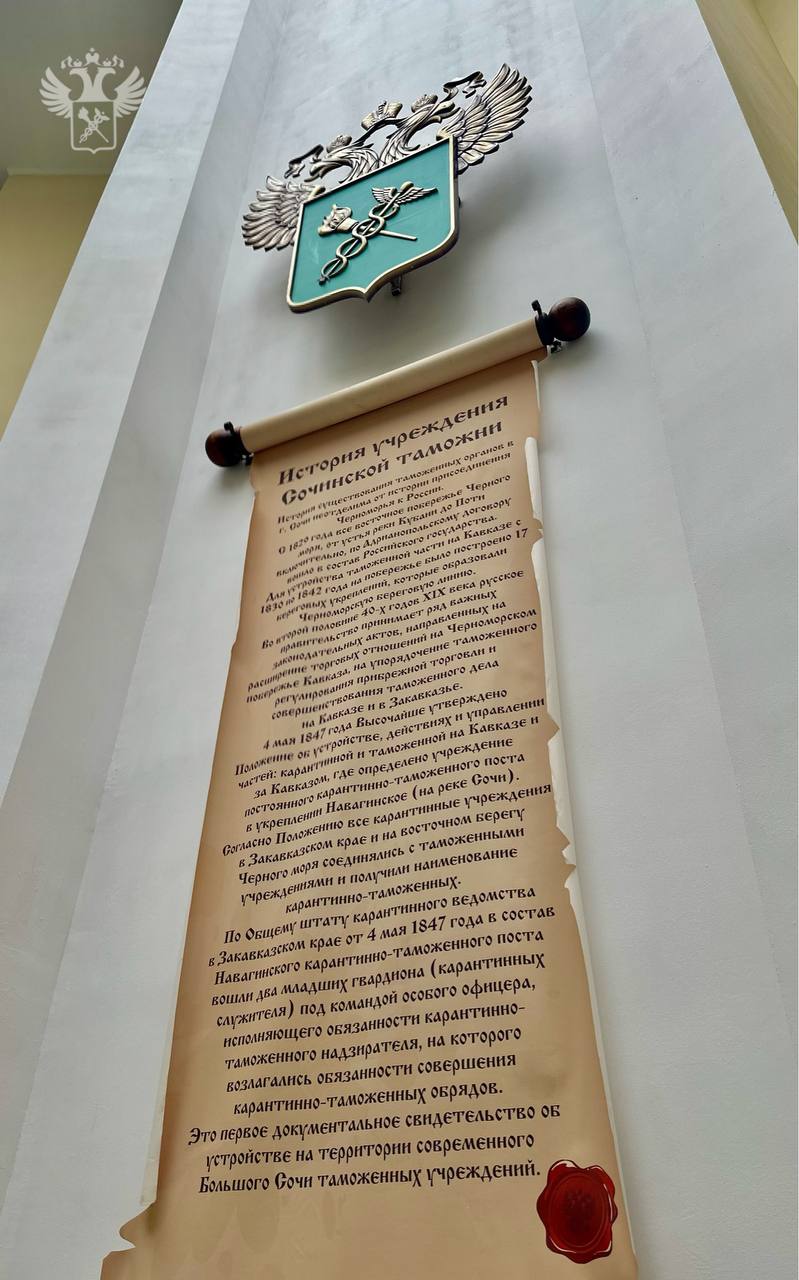 История учреждения
Сочинской таможни
История существования таможенных органов в
г. Сочи неотделима от истории присоединения
Черноморья к России.
С 1829 года все восточное побережье Черного
моря, от устья реки Кубани до Поти
включительно, по Адрианопольскому договору
вошло в состав Российского государства.
Для устройства таможенной части на Кавказе с
1830 по 1842 года на побережье было построено 17
береговых укреплений, которые образовали
Черноморскую береговую линию.
Во второй половине 40-х годов XIX века русское
правительство принимает ряд важных
законодательных актов, направленных на
расширение торговых отношений на Черноморском
побережье Кавказа, на упорядочение таможенного
регулирования прибрежной торговли и
совершенствования таможенного дела
на Кавказе и в Закавказье.
4 мая 1847 года Высочайше утверждено
Положение об устройстве, действиях и управлении
частей: карантинной и таможенной на Кавказе и
за Кавказом, где определено учреждение
постоянного карантинно-таможенного поста
в укреплении Навагинское (на реке Сочи).
Согласно Положению все карантинные учреждения
в Закавказском крае и на восточном берегу
Черного моря соединялись с таможенными
учреждениями и получили наименование
карантинно-таможенных.
По Общему штату карантинного ведомства
в Закавказском крае от 4 мая 1847 года в состав
Навагинского карантинно-таможенного поста
вошли два младших гвардиона (карантинных
служителя) под командой особого офицера,
исполняющего обязанности карантинно-
таможенного надзирателя, на которого
возлагались обязанности совершения
карантинно-таможенных обрядов.
Это первое документальное свидетельство об
устройстве на территории современного
Большого Сочи таможенных учреждений.